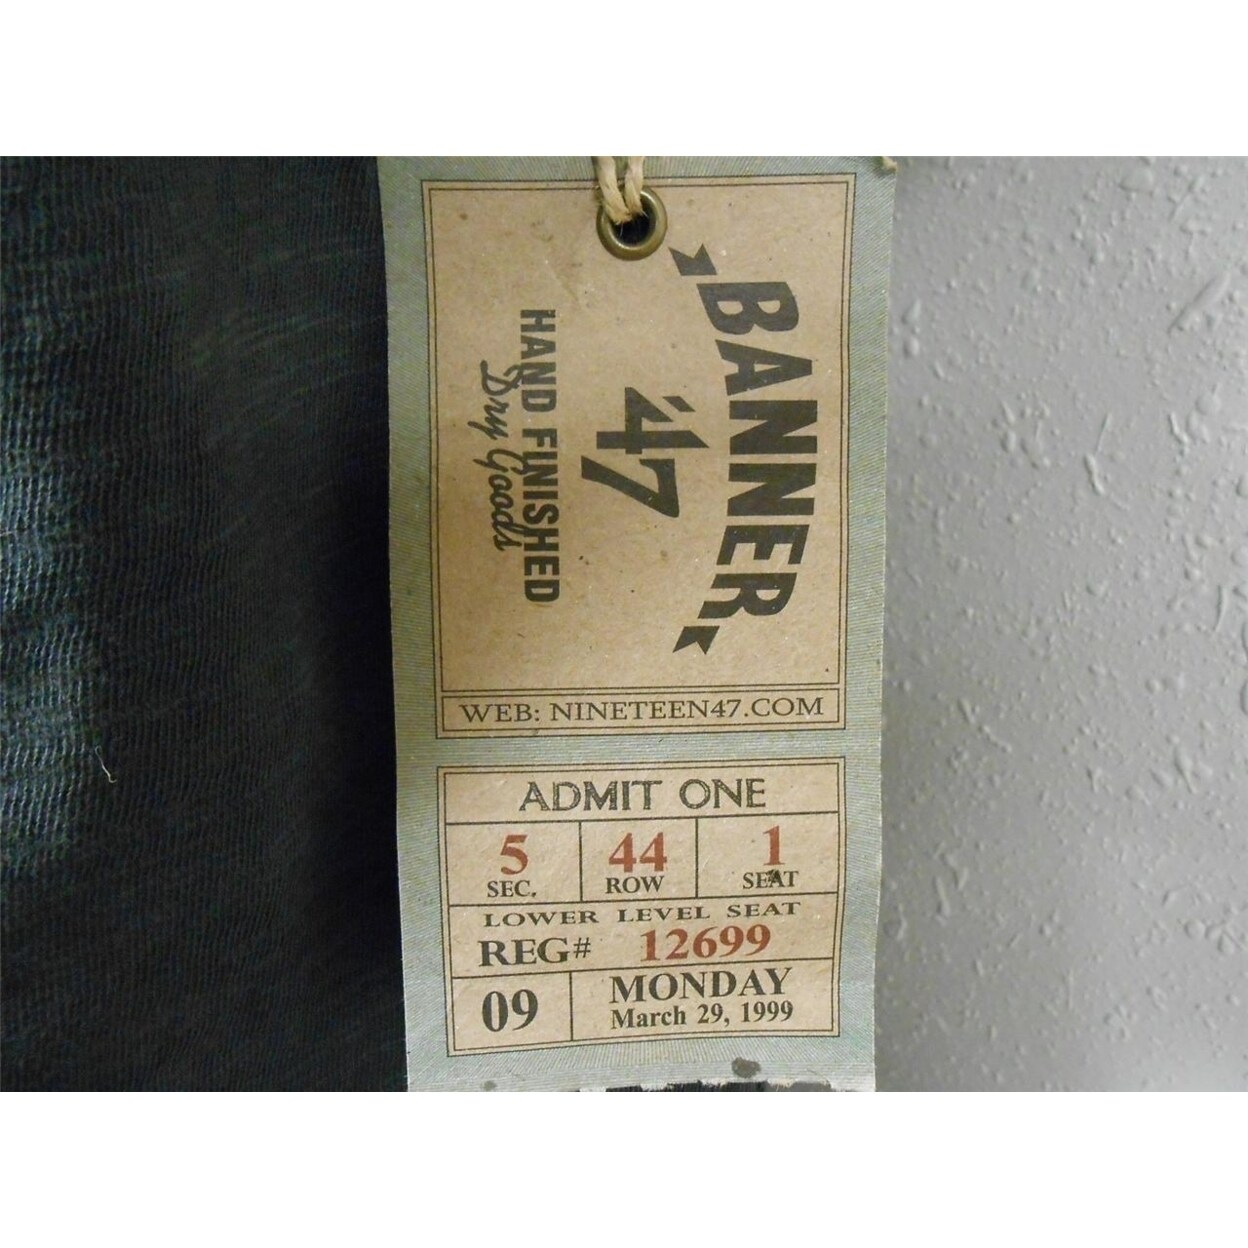 BANNER
'47
HAND FINISHED
Dry Goods
WEB: NINETEEN47.COM
ADMIT ONE
5 44 1
SEC. ROW SEAT
LOWER LEVEL SEAT
REG# 12699
09 MONDAY
March 29, 1999